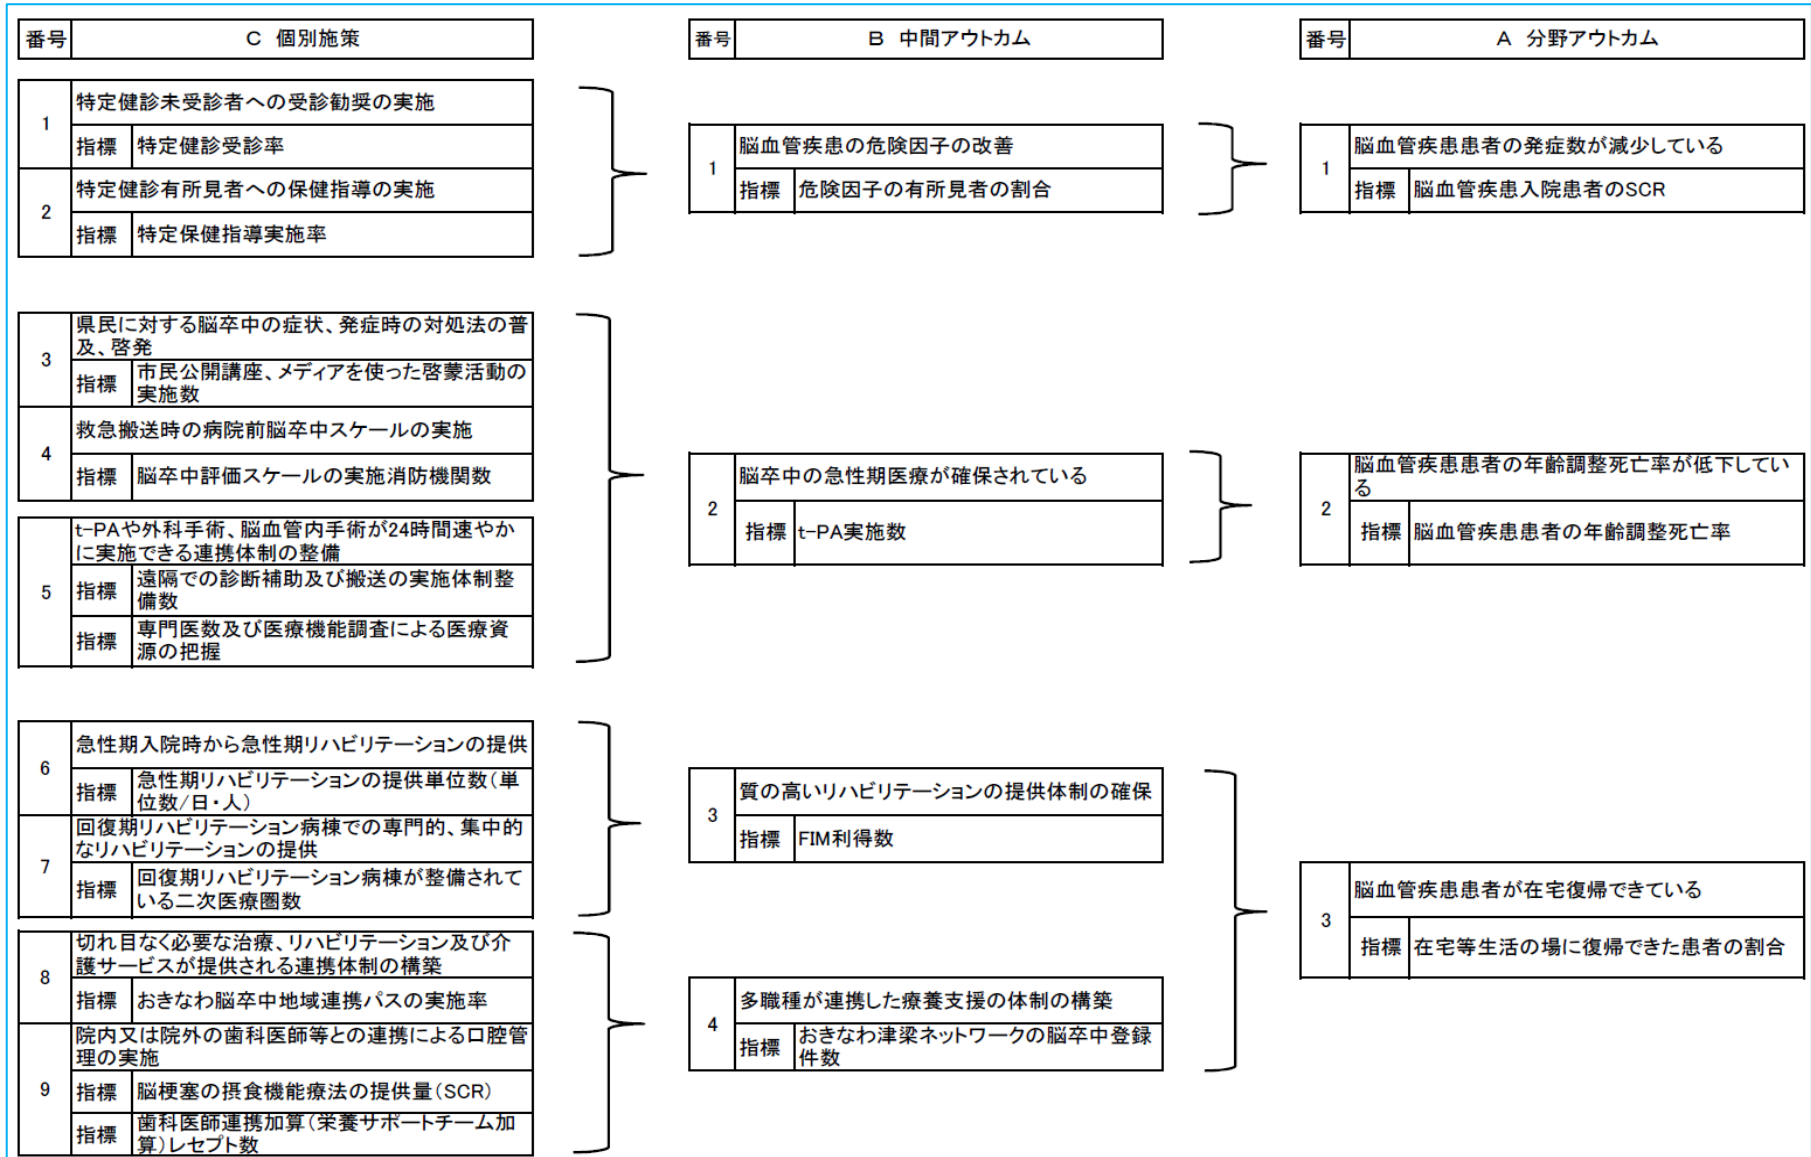 番号 C 個別施策
番号 B 中間アウトカム
番号 A 分野アウトカム
1
特定健診未受診者への受診勧奨の実施
指標 特定健診受診率
2
特定健診有所見者への保健指導の実施
指標 特定保健指導実施率
1
脳血管疾患の危険因子の改善
指標 危険因子の有所見者の割合
1
脳血管疾患患者の発症数が減少している
指標 脳血管疾患入院患者のSCR
3
県民に対する脳卒中の症状、発症時の対処法の普
及、啓発
指標 市民公開講座、メディアを使った啓蒙活動の
実施数
4
救急搬送時の病院前脳卒中スケールの実施
指標 脳卒中評価スケールの実施消防機関数
5
t-PAや外科手術、脳血管内手術が24時間速やか
に実施できる連携体制の整備
指標 遠隔での診断補助及び搬送の実施体制整
備数
指標 専門医数及び医療機能調査による医療資
源の把握
2
脳卒中の急性期医療が確保されている
指標 t-PA実施数
2
脳血管疾患患者の年齢調整死亡率が低下してい
る
指標 脳血管疾患患者の年齢調整死亡率
6
急性期入院時から急性期リハビリテーションの提供
指標 急性期リハビリテーションの提供単位数(単
位数/日・人)
7
回復期リハビリテーション病棟での専門的、集中的
なリハビリテーションの提供
指標 回復期リハビリテーション病棟が整備されて
いる二次医療圏数
8
切れ目なく必要な治療、リハビリテーション及び介
護サービスが提供される連携体制の構築
指標 おきなわ脳卒中地域連携パスの実施率
9
院内又は院外の歯科医師等との連携による口腔管
理の実施
指標 脳梗塞の摂食機能療法の提供量(SCR)
指標 歯科医師連携加算(栄養サポートチーム加
算)レセプト数
3
質の高いリハビリテーションの提供体制の確保
指標 FIM利得数
4
多職種が連携した療養支援の体制の構築
指標 おきなわ津梁ネットワークの脳卒中登録
件数
3
脳血管疾患患者が在宅復帰できている
指標 在宅等生活の場に復帰できた患者の割合